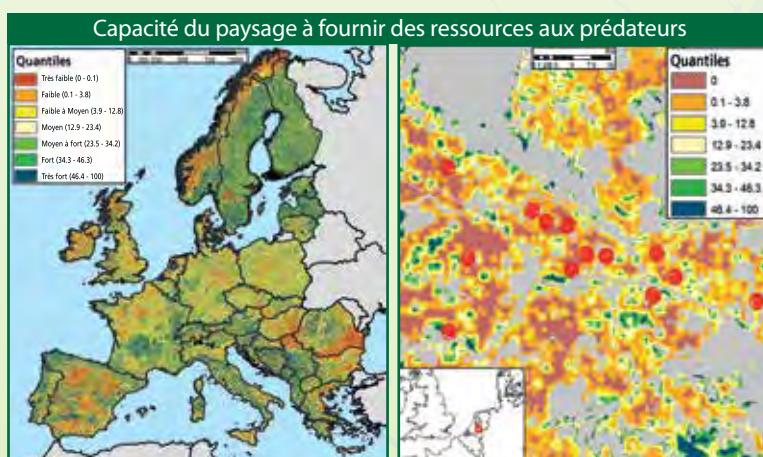 Capacité du paysage à fournir des ressources aux prédateurs
Quantiles
Très faible (0 - 0.1)
Faible (0.1 - 3.8)
Faible à Moyen (3.9 - 12.8)
Moyen (12.9 - 23.4)
Moyen à fort (23.5 - 34.2)
Fort (34.3 - 46.3)
Très fort (46.4 - 100)
Quantiles
0
0.1 - 3.8
3.9 - 12.8
12.9 - 23.4
23.5 - 34.2
34.3 - 46.3
46.4 - 100